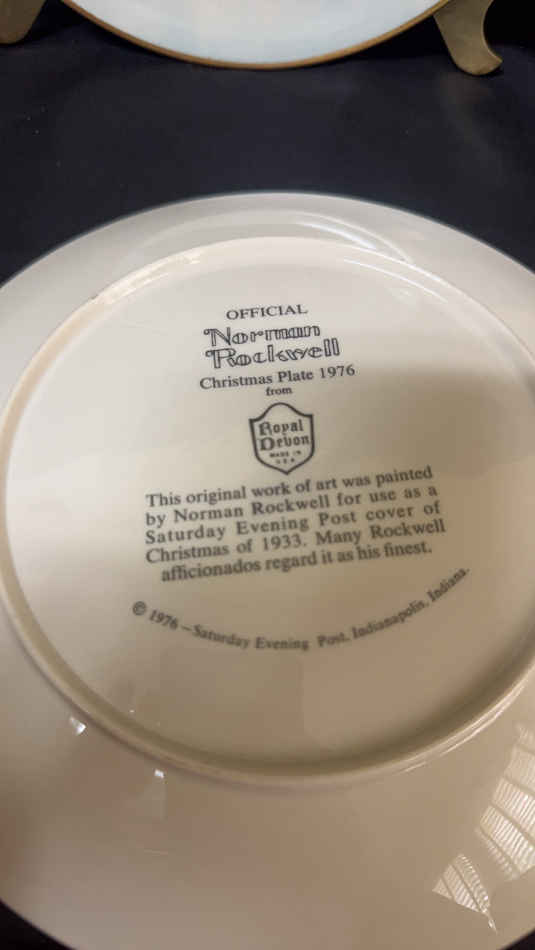 OFFICIAL
Norman
Rockwell
Christmas Plate 1976
from
Royal
Devon
MADE IN
U.S.A.
This original work of art was painted
by Norman Rockwell for use as a
Saturday Evening Post cover of
Christmas of 1933. Many Rockwell
afficionados regard it as his finest.
© 1976 – Saturday Evening Post, Indianapolis, Indiana.